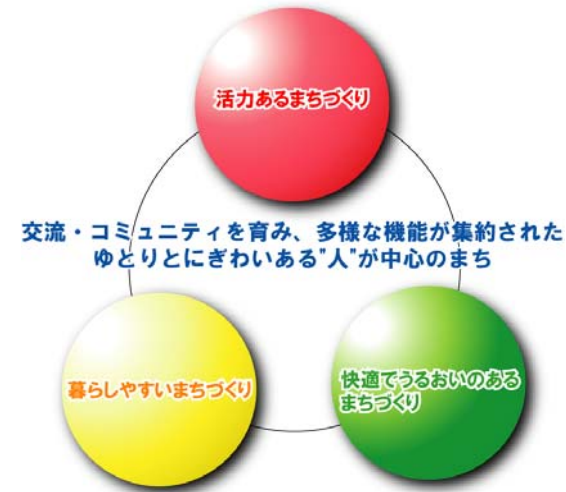 活力あるまちづくり
交流・コミュニティを育み、多様な機能が集約された
ゆとりとにぎわいある"人"が中心のまち
暮らしやすいまちづくり
快適でうるおいのある
まちづくり